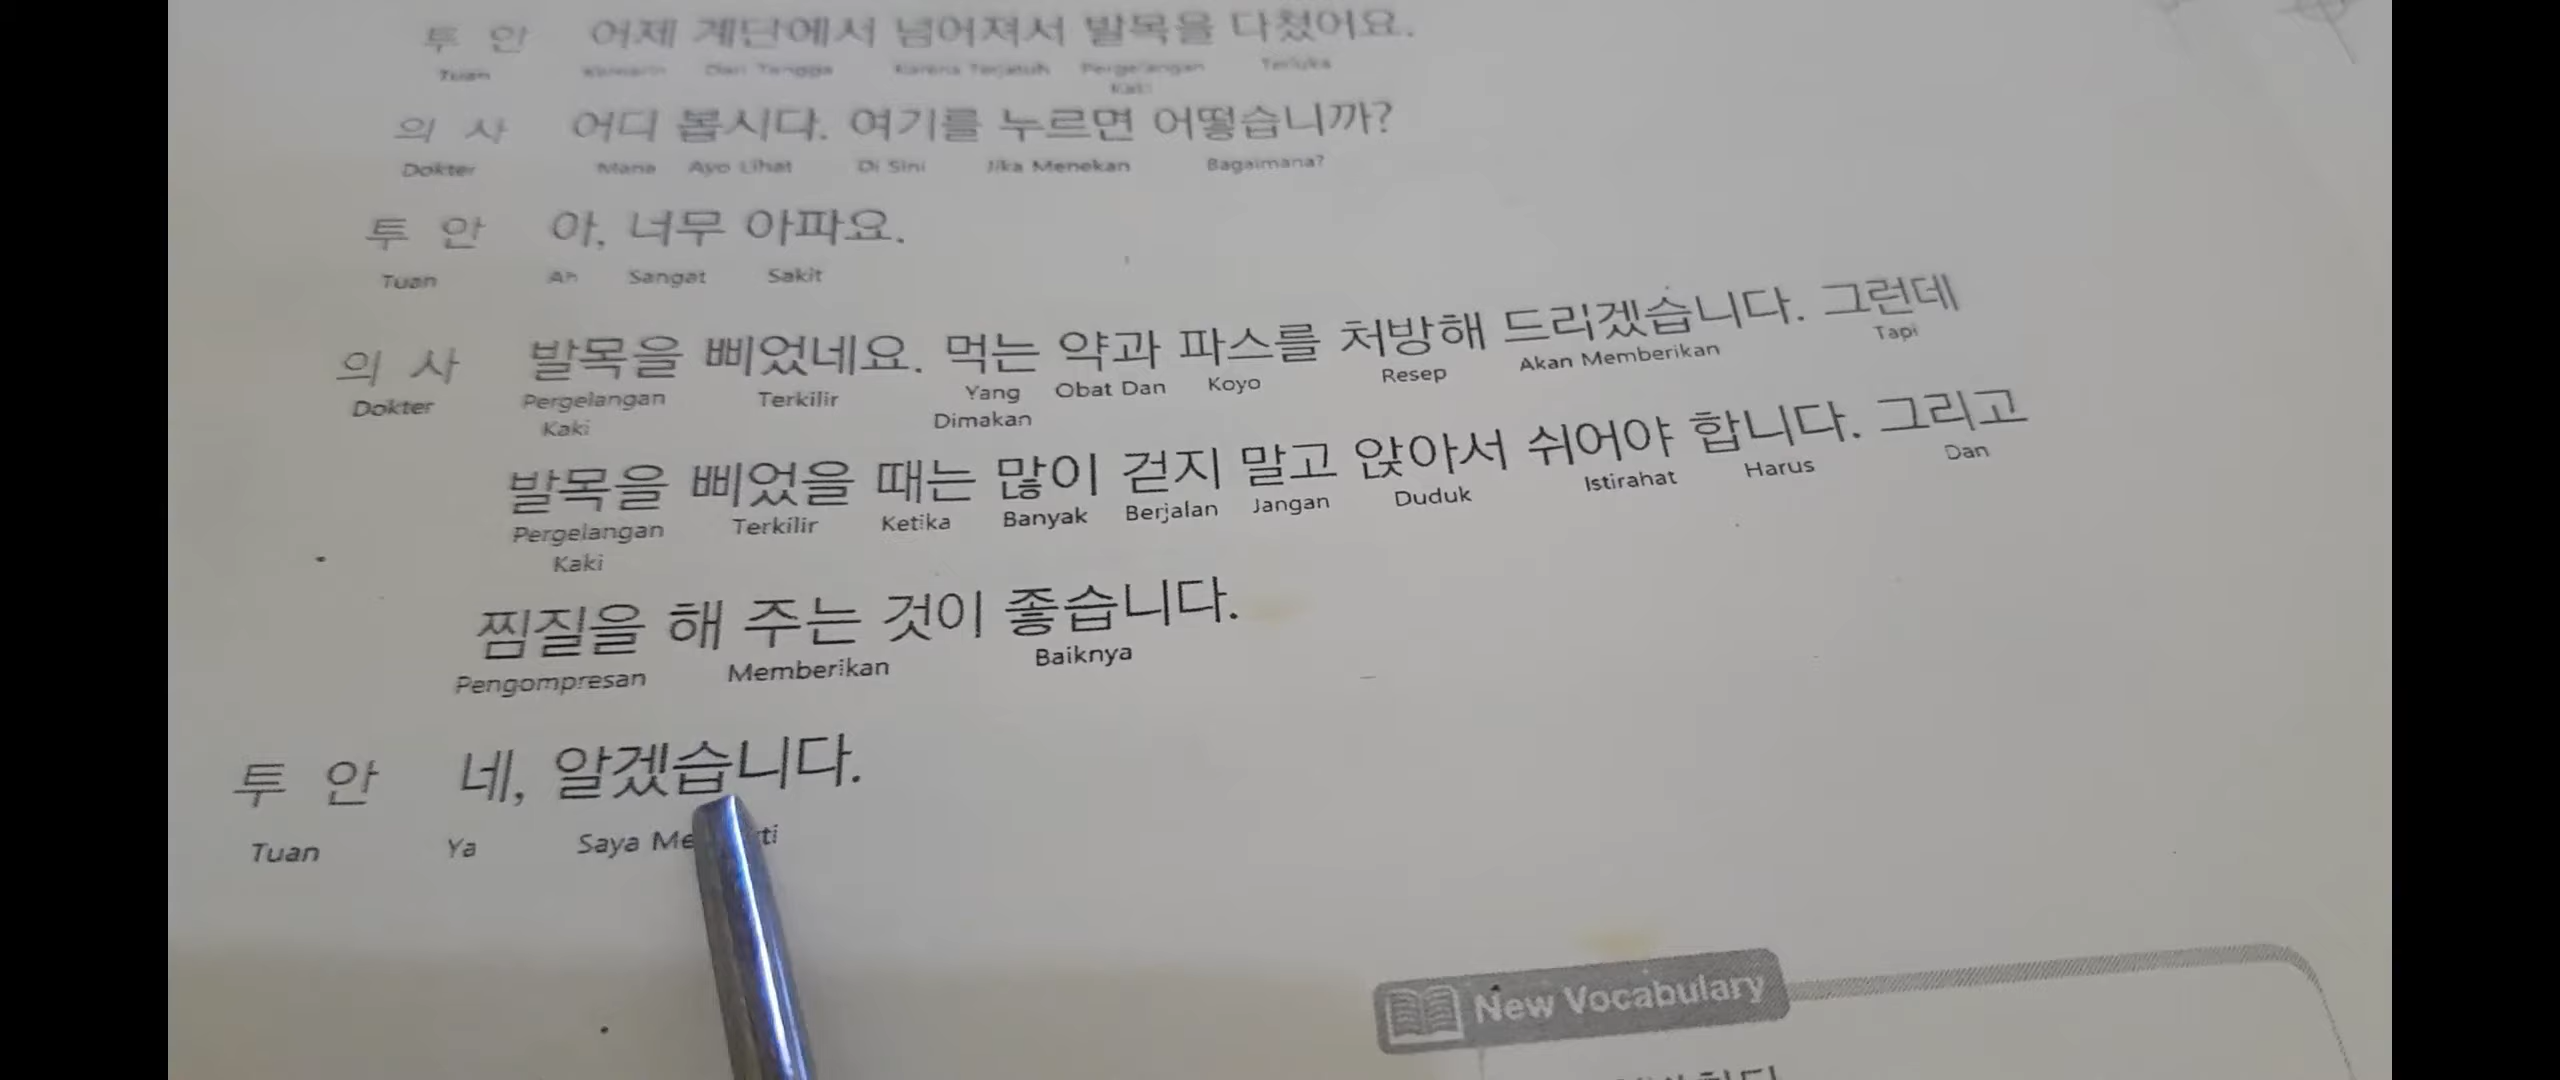 투 안 어제 계단에서 넘어져서 발목을 다쳤어요.
Tuan Kemarin Dari Tangga Karena Terjatuh Pergelangan Terluka
Kaki
의 사 어디 봅시다. 여기를 누르면 어떻습니까?
Dokter Mana Ayo Lihat Di Sini Jika Menekan Bagaimana?
투 안 아, 너무 아파요.
Tuan Ah Sangat Sakit
의 사 발목을 삐었네요. 먹는 약과 파스를 처방해 드리겠습니다. 그런데
Dokter Pergelangan Terkilir Yang Obat Dan Koyo Resep Akan Memberikan Tapi
Kaki Dimakan
발목을 삐었을 때는 많이 걷지 말고 앉아서 쉬어야 합니다. 그리고
Pergelangan Terkilir Ketika Banyak Berjalan Jangan Duduk Istirahat Harus Dan
Kaki
찜질을 해 주는 것이 좋습니다.
Pengompresan Memberikan Baiknya
투 안 네, 알겠습니다.
Tuan Ya Saya
New Vocabulary